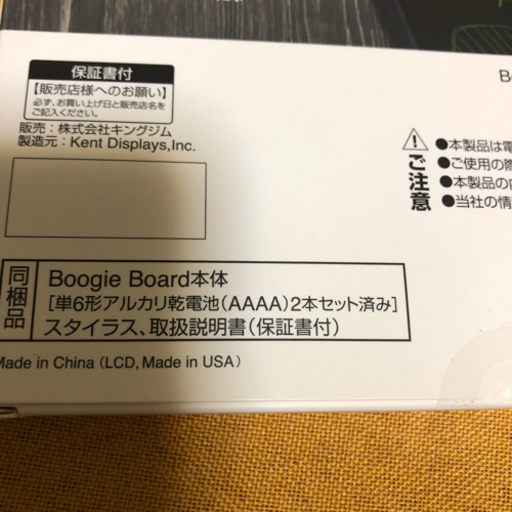 保証書付
【販売店様へのお願い】
必ず、お買い上げ日と販売店名を
ご記入ください。
販売：株式会社キングジム
製造元：Kent Displays,Inc.
ご注意
●本製品は電
●ご使用の際
●本製品の
●当社の情
同梱品
Boogie Board本体
[単6形アルカリ乾電池(AAAA)2本セット済み]
スタイラス、取扱説明書(保証書付)
Made in China (LCD, Made in USA)